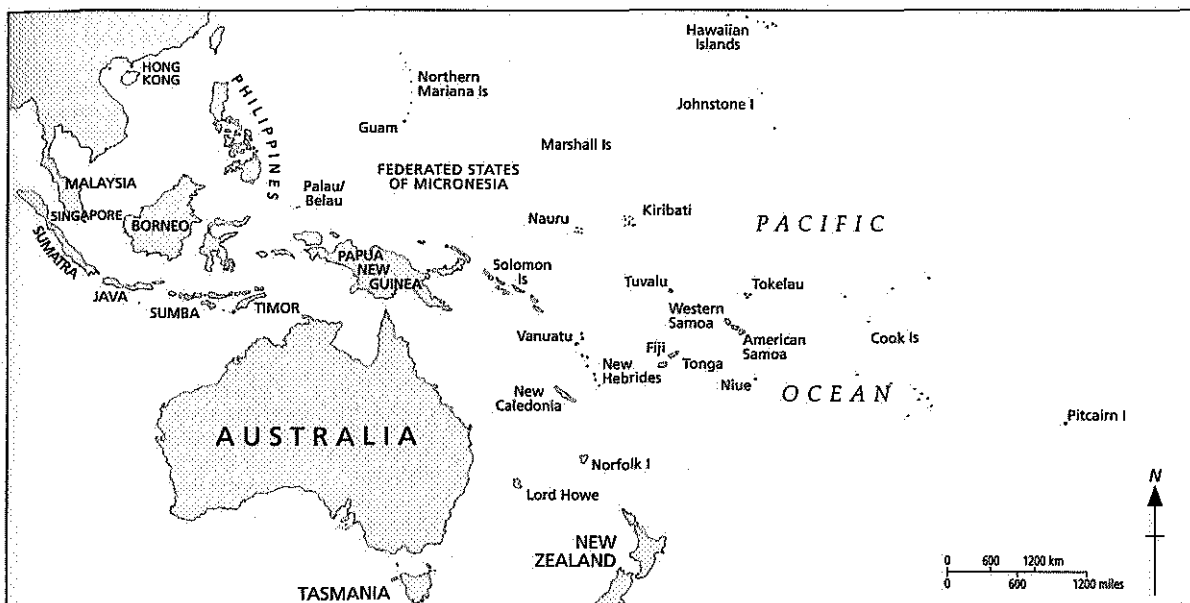 Hawaiian
Islands
HONG
KONG
Northern
Mariana Is
PHILIPPINES
Johnstone I
Guam
Marshall Is
FEDERATED STATES
OF MICRONESIA
MALAYSIA
Palau/
Belau
SINGAPORE
BORNEO
Nauru
Kiribati
PACIFIC
SUMATRA
PAPUA
NEW
GUINEA
Solomon
Is
JAVA
SUMBA
TIMOR
Tuvalu
Tokelau
Western
Samoa
Vanuatu
American
Samoa
Cook Is
Fiji
Tonga
New
Hebrides
Niue
OCEAN
New
Caledonia
Pitcairn I
AUSTRALIA
Norfolk I
Lord Howe
N
NEW
ZEALAND
0 600 1200 km
0 600 1200 miles
TASMANIA